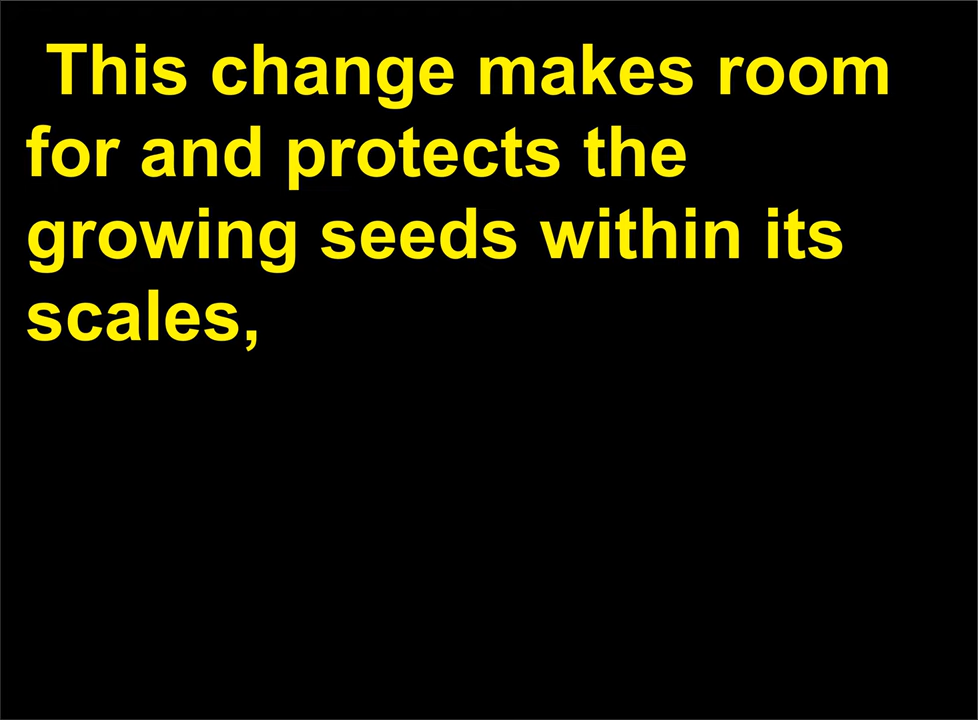 This change makes room
for and protects the
growing seeds within its
scales,